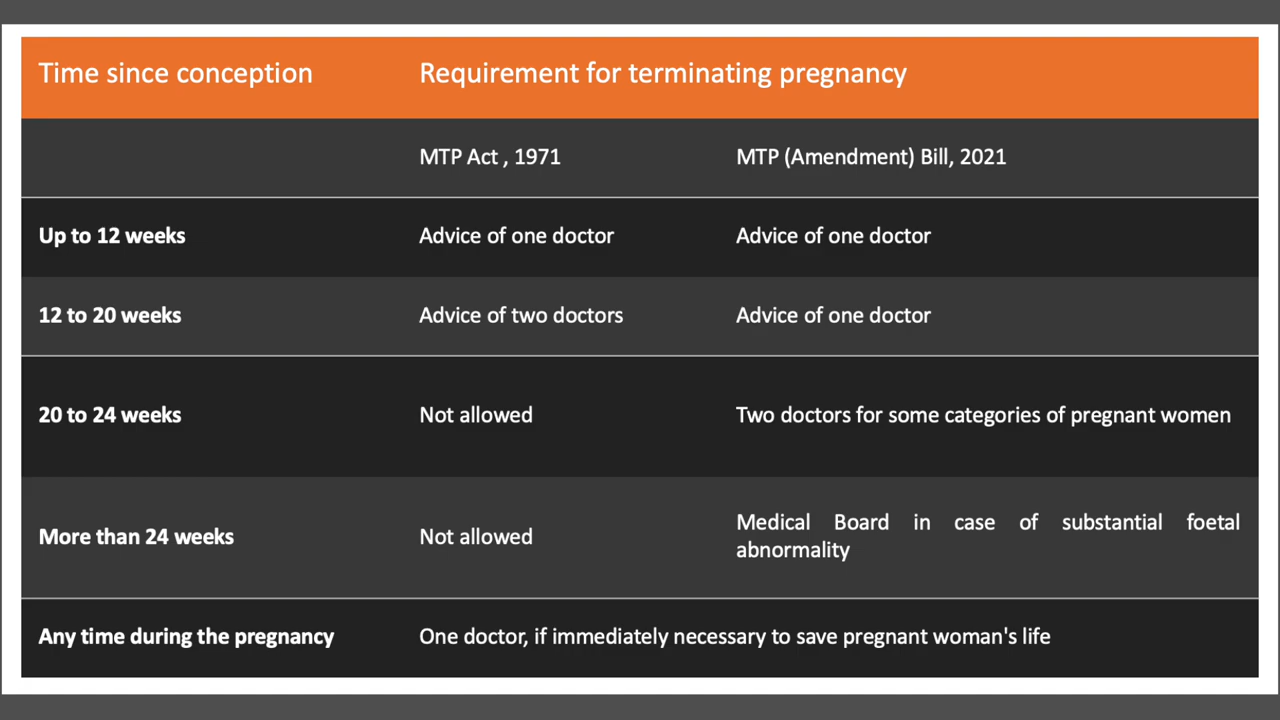 Time since conception Requirement for terminating pregnancy
MTP Act , 1971 MTP (Amendment) Bill, 2021
Up to 12 weeks Advice of one doctor Advice of one doctor
12 to 20 weeks Advice of two doctors Advice of one doctor
20 to 24 weeks Not allowed Two doctors for some categories of pregnant women
More than 24 weeks Not allowed Medical Board in case of substantial foetal
abnormality
Any time during the pregnancy One doctor, if immediately necessary to save pregnant woman's life